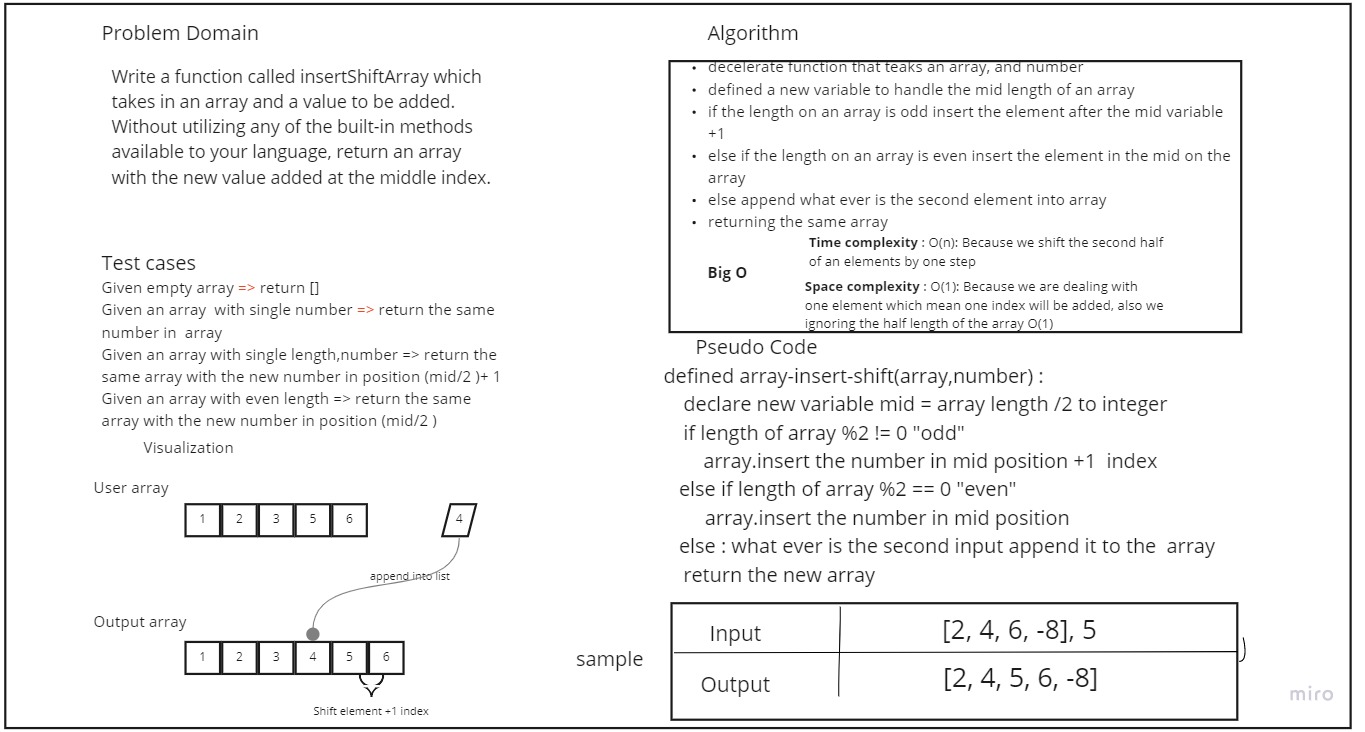 Problem Domain
Write a function called insertShiftArray which
takes in an array and a value to be added.
Without utilizing any of the built-in methods
available to your language, return an array
with the new value added at the middle index.
Test cases
Given empty array => return []
Given an array  with single number => return the same
number in  array
Given an array with single length,number => return the
same array with the new number in position (mid/2 )+ 1
Given an array with even length => return the same
array with the new number in position (mid/2 )
Visualization
User array
1 2 3 5 6
4
append into list
Output array
1 2 3 4 5 6
Shift element +1 index
Algorithm
• decelerate function that teaks an array, and number
• defined a new variable to handle the mid length of an array
• if the length on an array is odd insert the element after the mid variable
+1
• else if the length on an array is even insert the element in the mid on the
array
• else append what ever is the second element into array
• returning the same array
Big O
Time complexity : O(n): Because we shift the second half
of an elements by one step
Space complexity : O(1): Because we are dealing with
one element which mean one index will be added, also we
ignoring the half length of the array O(1)
Pseudo Code
defined array-insert-shift(array,number) :
declare new variable mid = array length /2 to integer
if length of array %2 != 0 "odd"
array.insert the number in mid position +1  index
else if length of array %2 == 0 "even"
array.insert the number in mid position
else : what ever is the second input append it to the  array
return the new array
sample
Input [2, 4, 6, -8], 5
Output [2, 4, 5, 6, -8]
miro